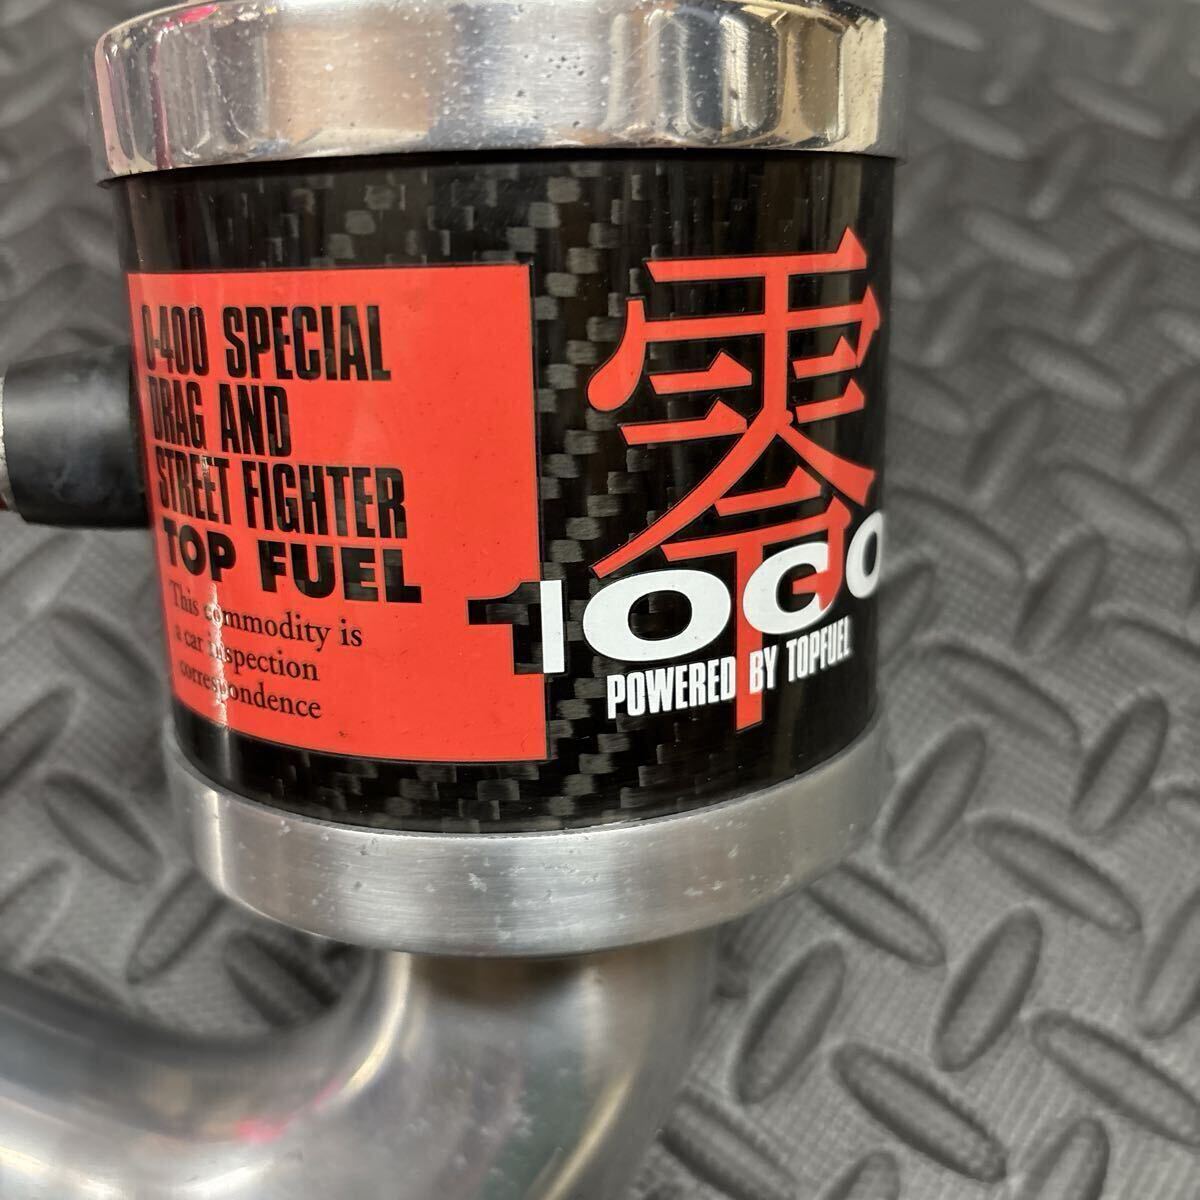 0-400 SPECIAL
DRAG AND
STREET FIGHTER
TOP FUEL
This commodity is
a car inspection
correspondence
零
1000
POWERED BY TOPFUEL